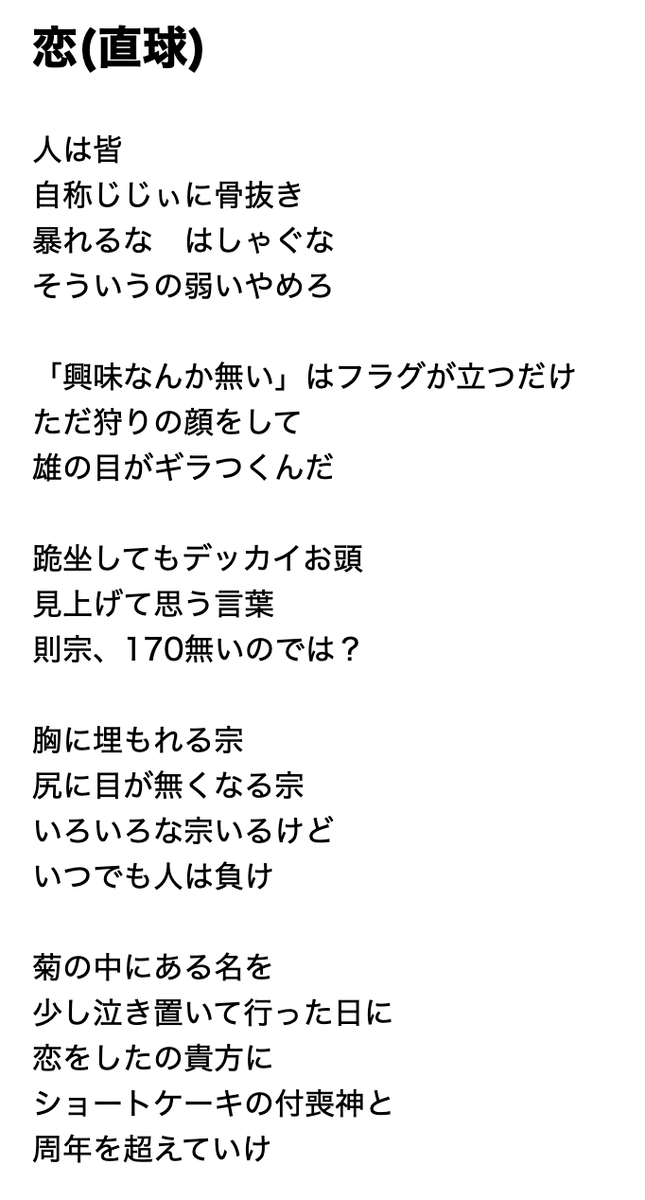 恋(直球)
人は皆
自称じじぃに骨抜き
暴れるな　はしゃぐな
そういうの弱いやめろ
「興味なんか無い」はフラグが立つだけ
ただ狩りの顔をして
雄の目がギラつくんだ
跪坐してもデッカイお頭
見上げて思う言葉
則宗、170無いのでは？
胸に埋もれる宗
尻に目が無くなる宗
いろいろな宗いるけど
いつでも人は負け
菊の中にある名を
少し泣き置いて行った日に
恋をしたの貴方に
ショートケーキの付喪神と
周年を超えていけ